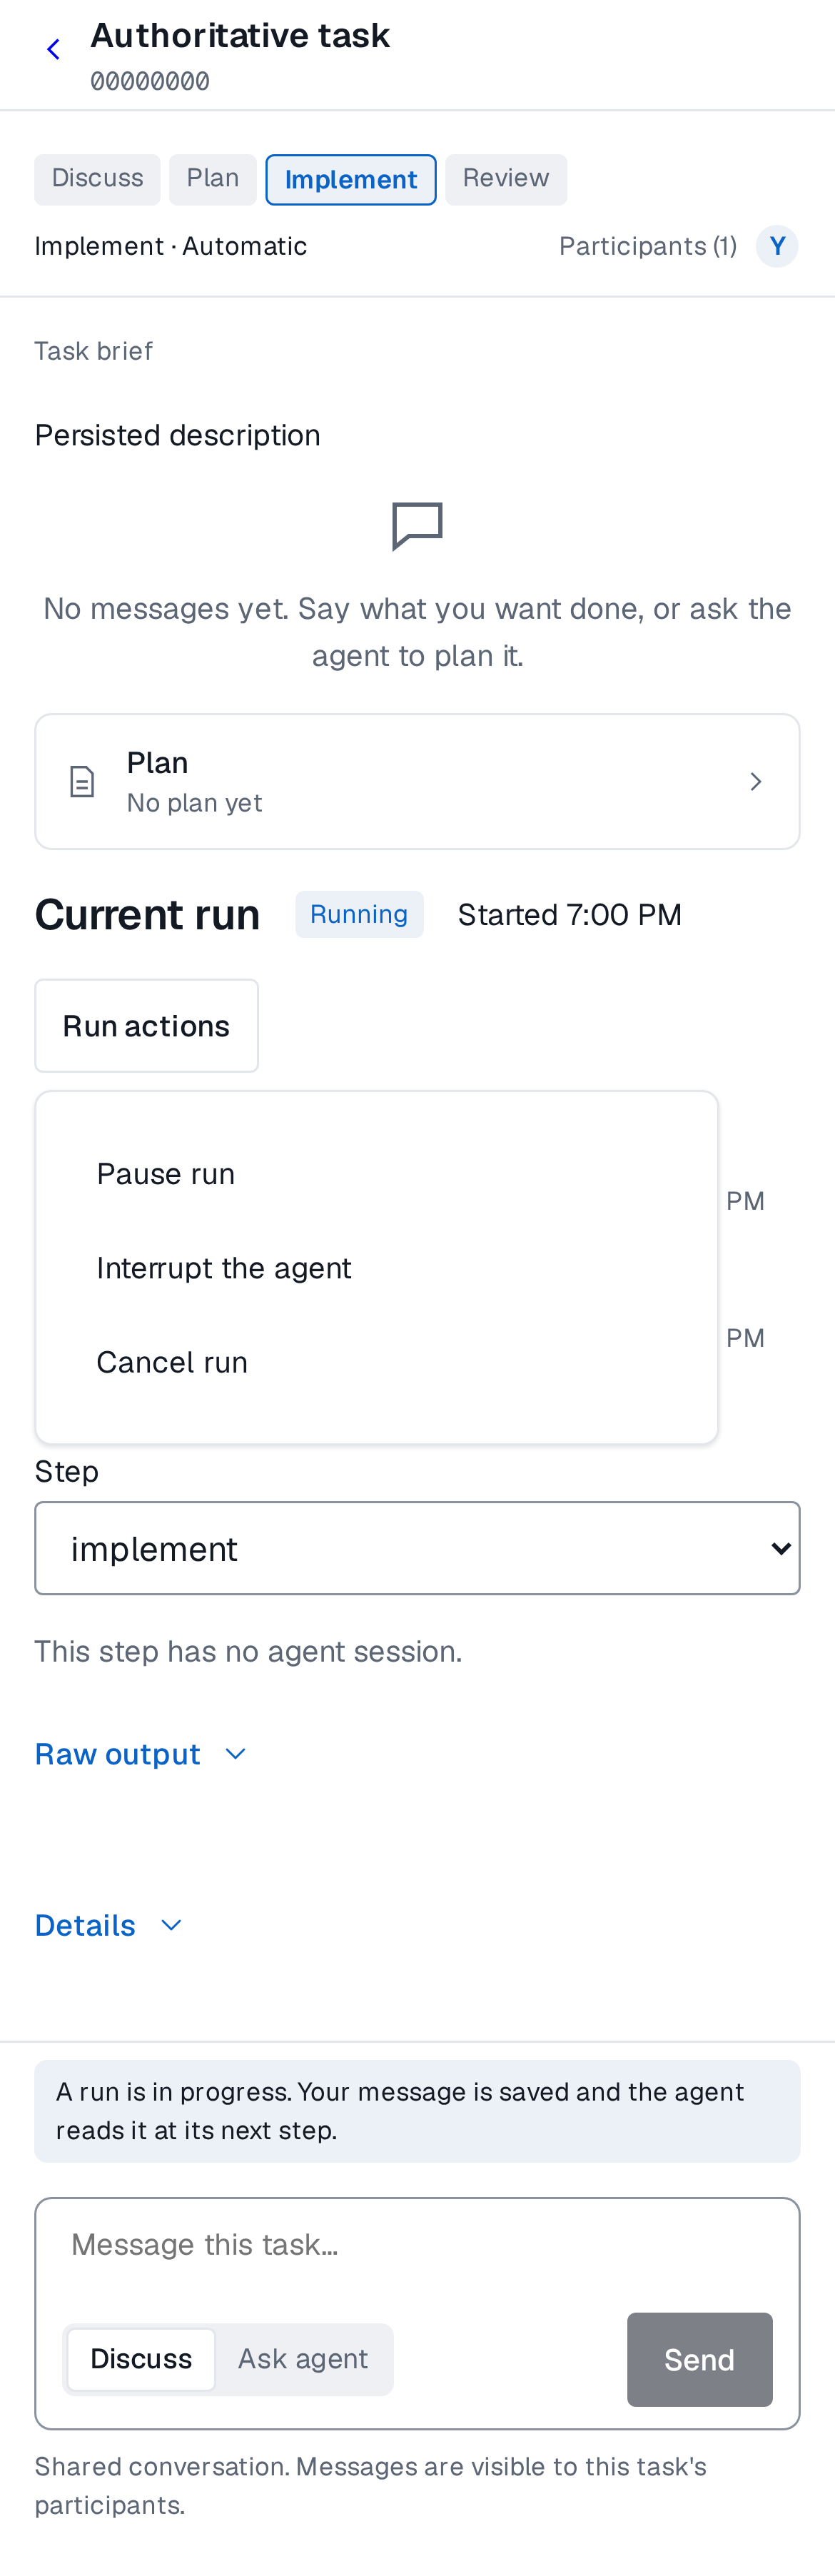 Authoritative task
00000000
Discuss Plan Implement Review
Implement · Automatic Participants (1) Y
Task brief
Persisted description
No messages yet. Say what you want done, or ask the
agent to plan it.
Plan
No plan yet
Current run Running Started 7:00 PM
Run actions
Pause run
PM
Interrupt the agent
PM
Cancel run
Step
implement
This step has no agent session.
Raw output
Details
A run is in progress. Your message is saved and the agent
reads it at its next step.
Message this task...
Discuss Ask agent Send
Shared conversation. Messages are visible to this task's
participants.